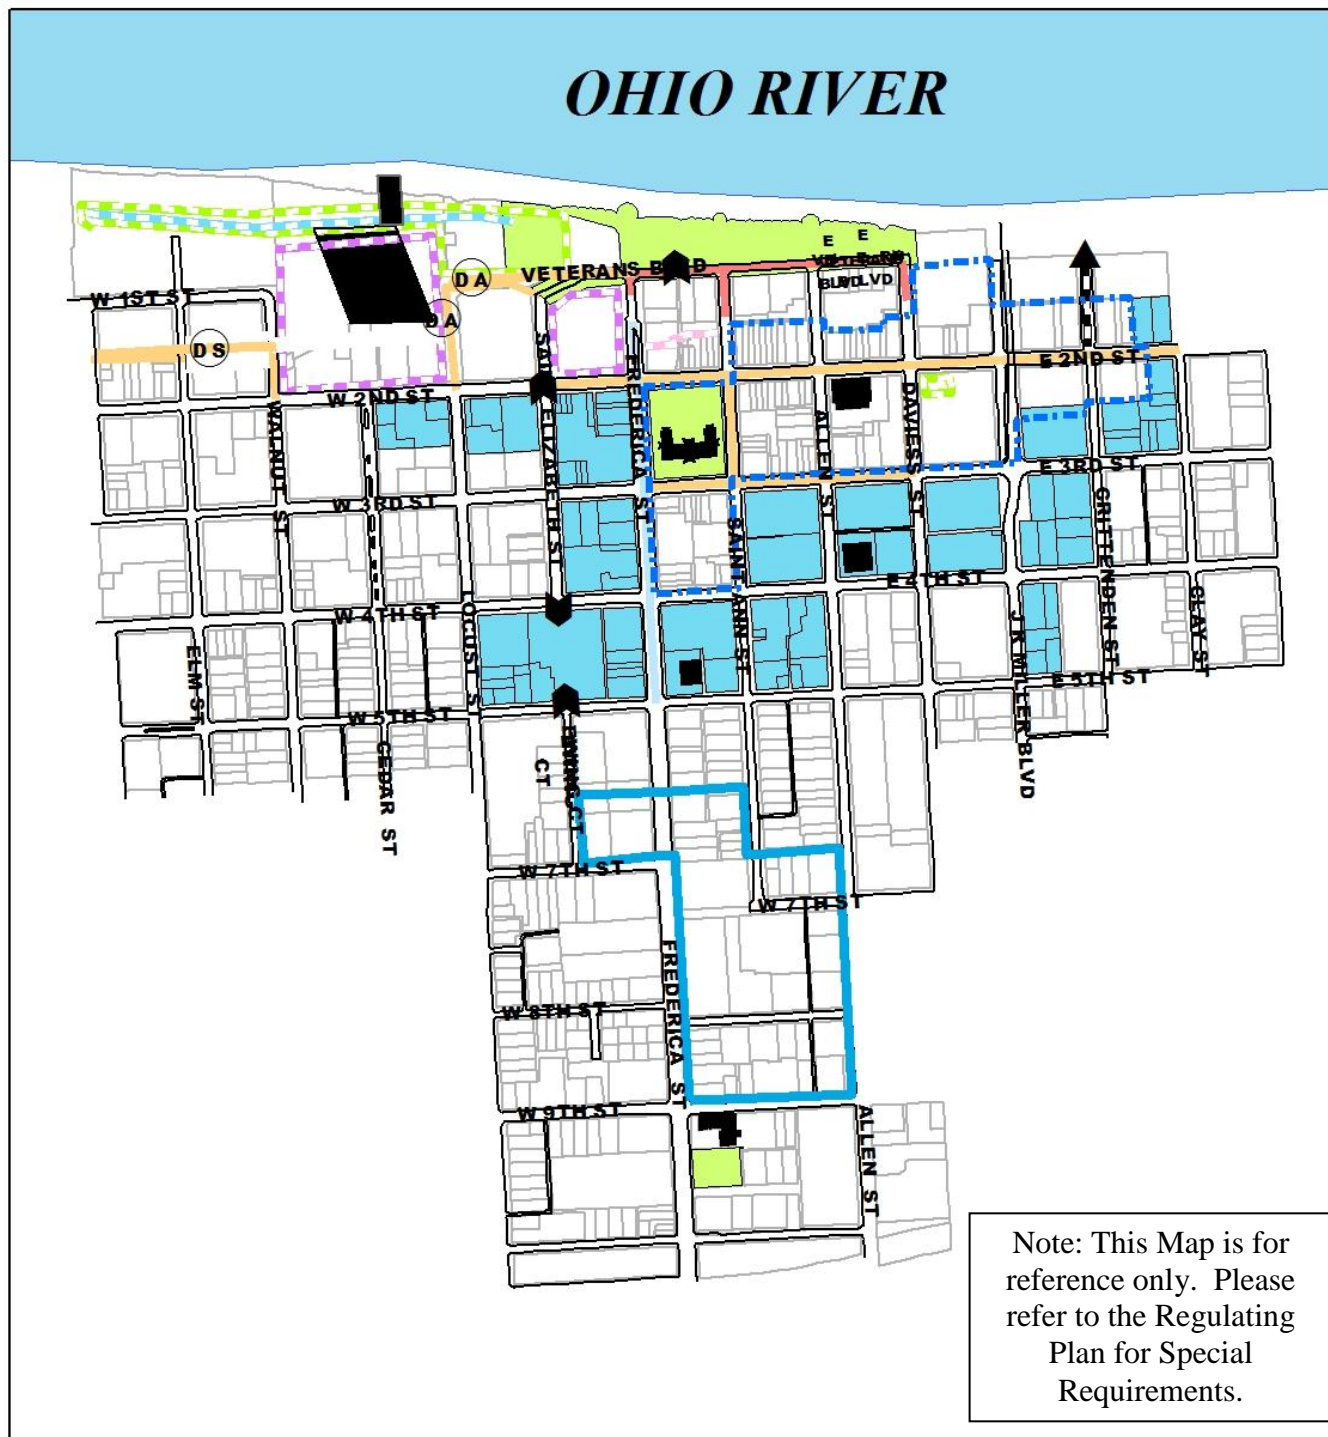 OHIO RIVER
E
E
VETERANS BLVD
D A
BLVD
BLVD
W 1ST ST
D A
D S
E 2ND ST
W 2ND ST
SAINT ELIZABETH ST
FREDERICA ST
DAVIESS ST
ALLEN ST
WALNUT ST
E 3RD ST
W 3RD ST
CRITTENDEN ST
SAINT ANN ST
E 4TH ST
W 4TH ST
LOCUST ST
CLAY ST
J R MILLER BLVD
ELM ST
E 5TH ST
W 5TH ST
CEDAR ST
CT
CT
W 7TH ST
W 7TH ST
FREDERICA ST
W 8TH ST
W 9TH ST
ALLEN ST
Note: This Map is for
reference only. Please
refer to the Regulating
Plan for Special
Requirements.